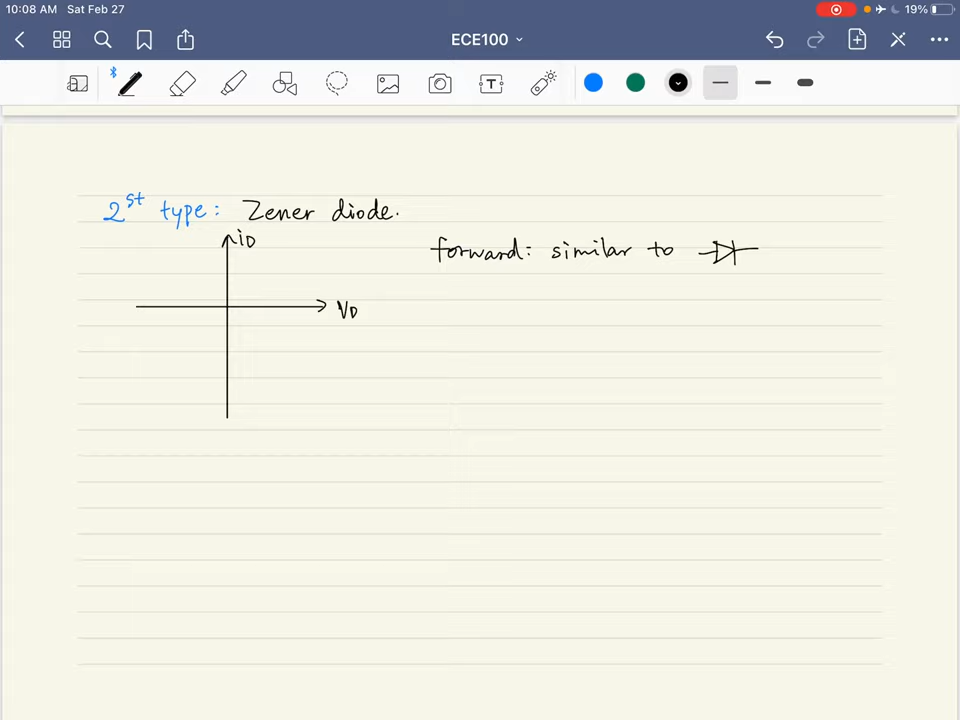 10:08 AM Sat Feb 27
19%
ECE100
T
2st type: Zener diode.
iD
forward: similar to
VD